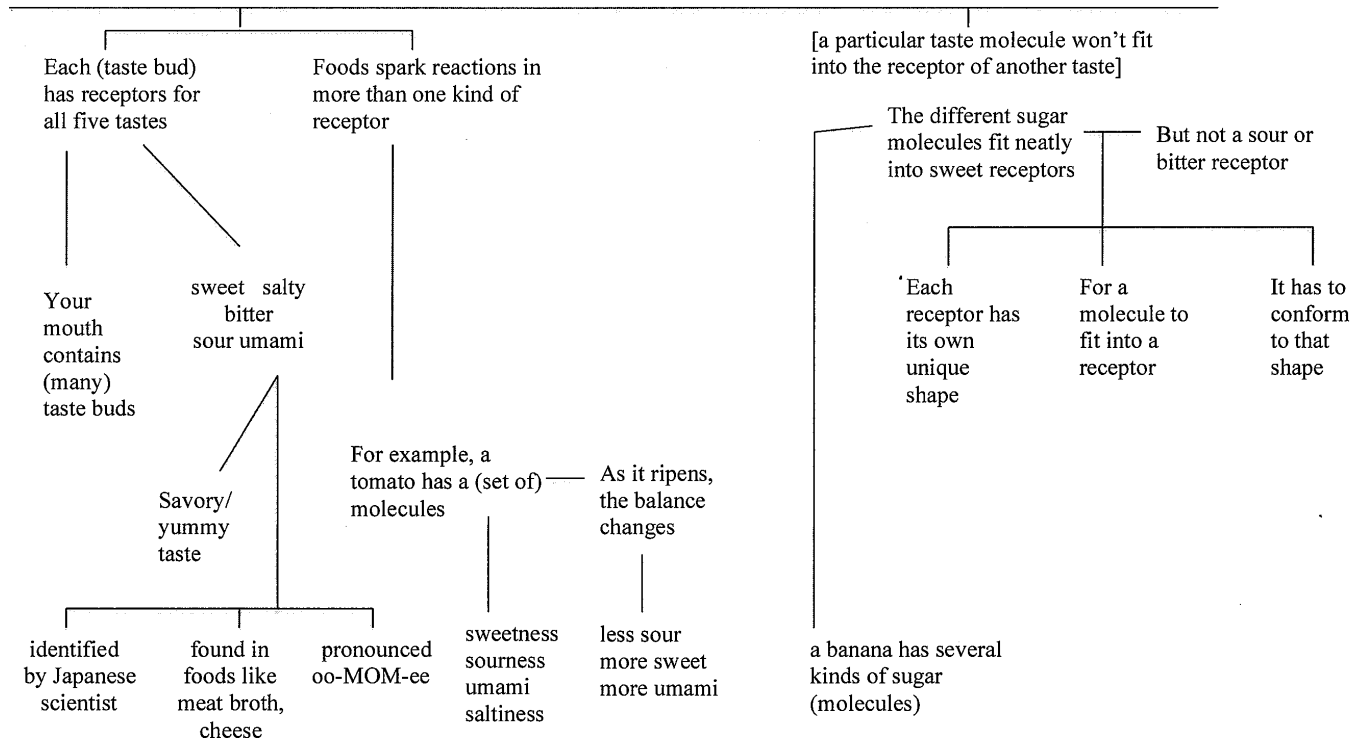 Each (taste bud)
has receptors for
all five tastes
Foods spark reactions in
more than one kind of
receptor
[a particular taste molecule won’t fit
into the receptor of another taste]
The different sugar
molecules fit neatly
into sweet receptors
But not a sour or
bitter receptor
Your
mouth
contains
(many)
taste buds
sweet salty
bitter
sour umami
Each
receptor has
its own
unique
shape
For a
molecule to
fit into a
receptor
It has to
conform
to that
shape
For example, a
tomato has a (set of)
molecules
As it ripens,
the balance
changes
Savory/
yummy
taste
identified
by Japanese
scientist
found in
foods like
meat broth,
cheese
pronounced
oo-MOM-ee
sweetness
sourness
umami
saltiness
less sour
more sweet
more umami
a banana has several
kinds of sugar
(molecules)